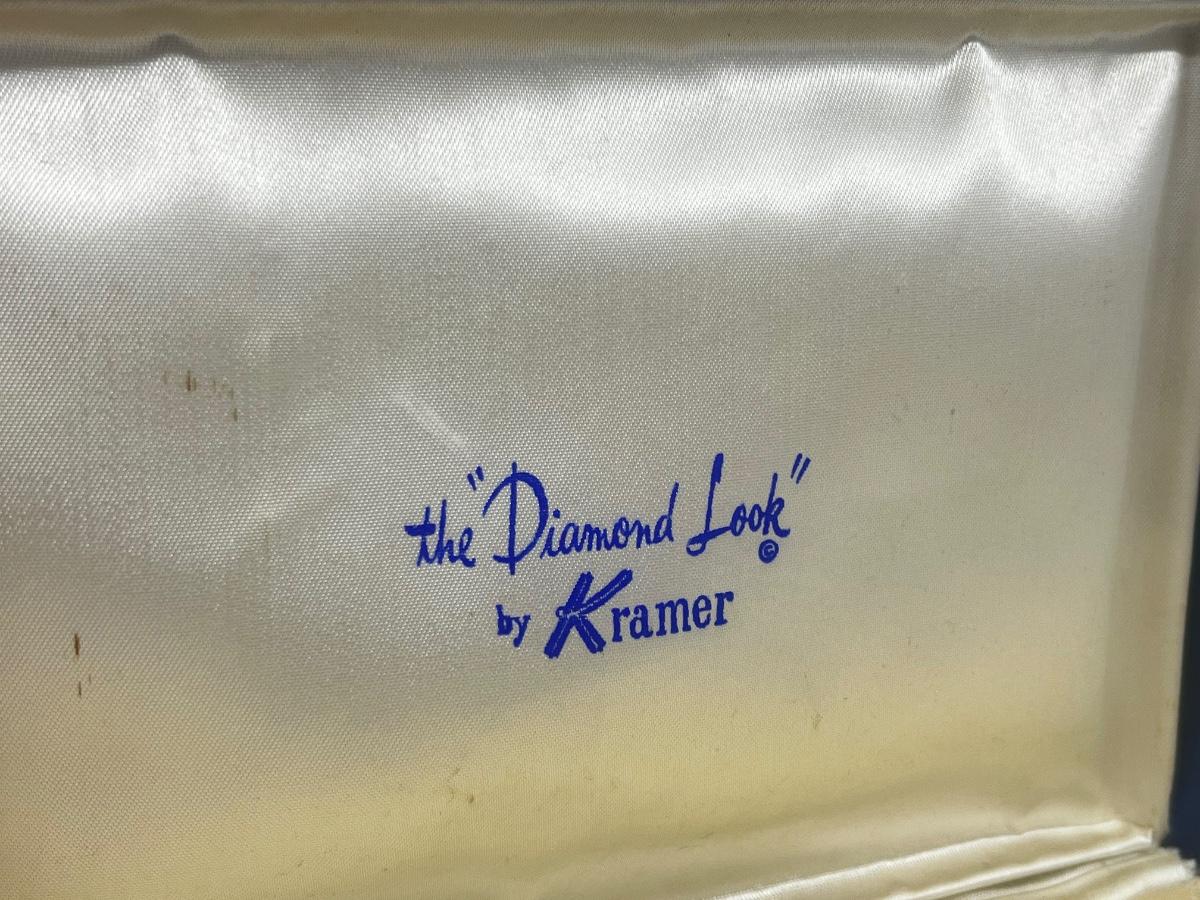 the "Diamond Look"
©
by Kramer